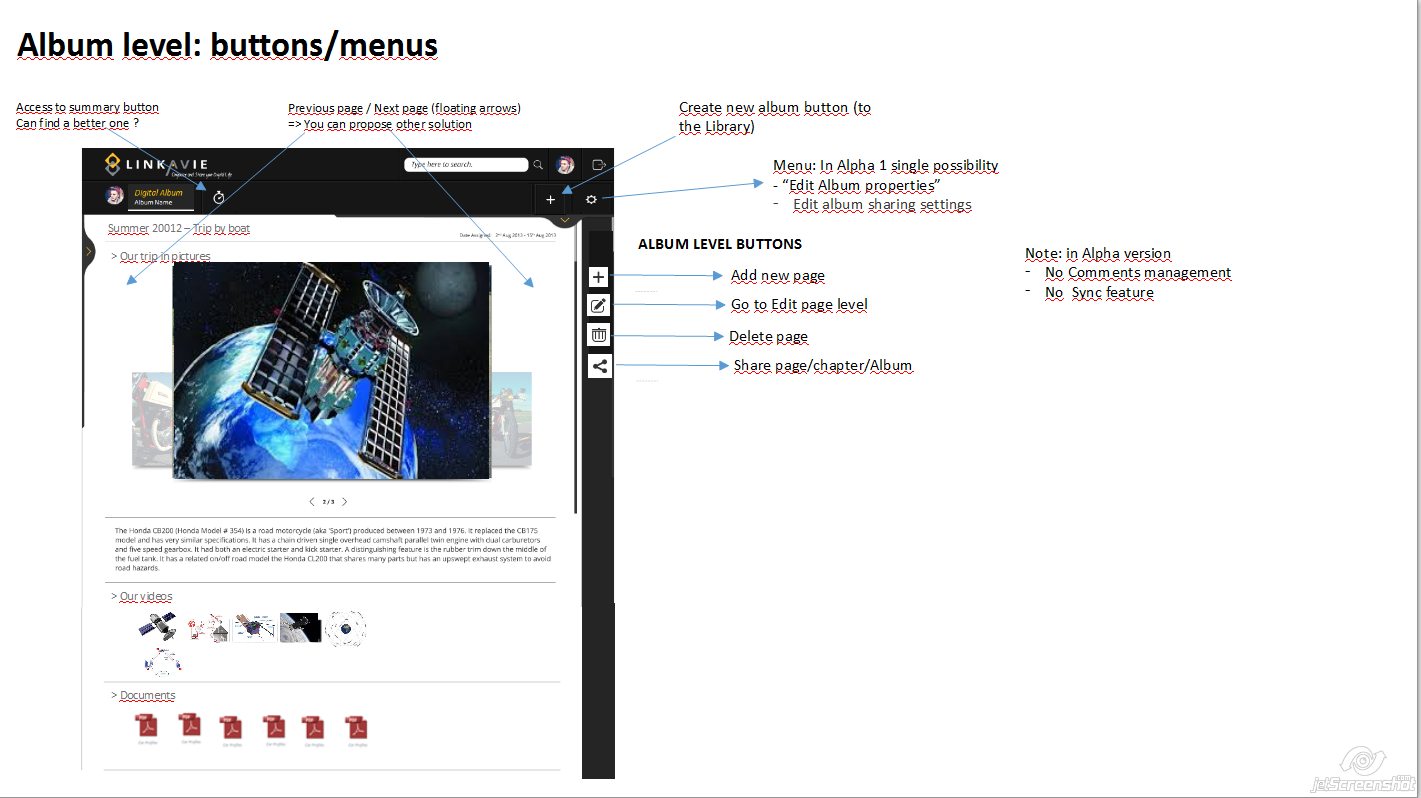 Album level: buttons/menus
Access to summary button
Can find a better one ?
Previous page / Next page (floating arrows)
=> You can propose other solution
Create new album button (to
the Library)
LINKAVIE
Type here to search.
Menu: In Alpha 1 single possibility
- “Edit Album properties”
- Edit album sharing settings
Digital Album
Album Name
Summer 20012 – Trip by boat
Date Assigned: 2nd Aug 2013 - 15th Aug 2013
> Our trip in pictures
ALBUM LEVEL BUTTONS
Add new page
Go to Edit page level
Delete page
Share page/chapter/Album
Note: in Alpha version
- No Comments management
- No Sync feature
2/3
The Honda CB200 (Honda Model # 354) is a road motorcycle (aka 'Sport') produced between 1973 and 1976. It replaced the CB175
model and has very similar specifications. It has a chain driven single overhead camshaft parallel twin engine with dual carburetors
and five speed gearbox. It had both an electric starter and kick starter. A distinguishing feature is the rubber trim down the middle of
the fuel tank. It has a related on/off road model the Honda CL200 that shares many parts but has an upswept exhaust system to avoid
road hazards.
> Our videos
> Documents
PDF
PDF
PDF
PDF
PDF
PDF
jetScreenshot.com